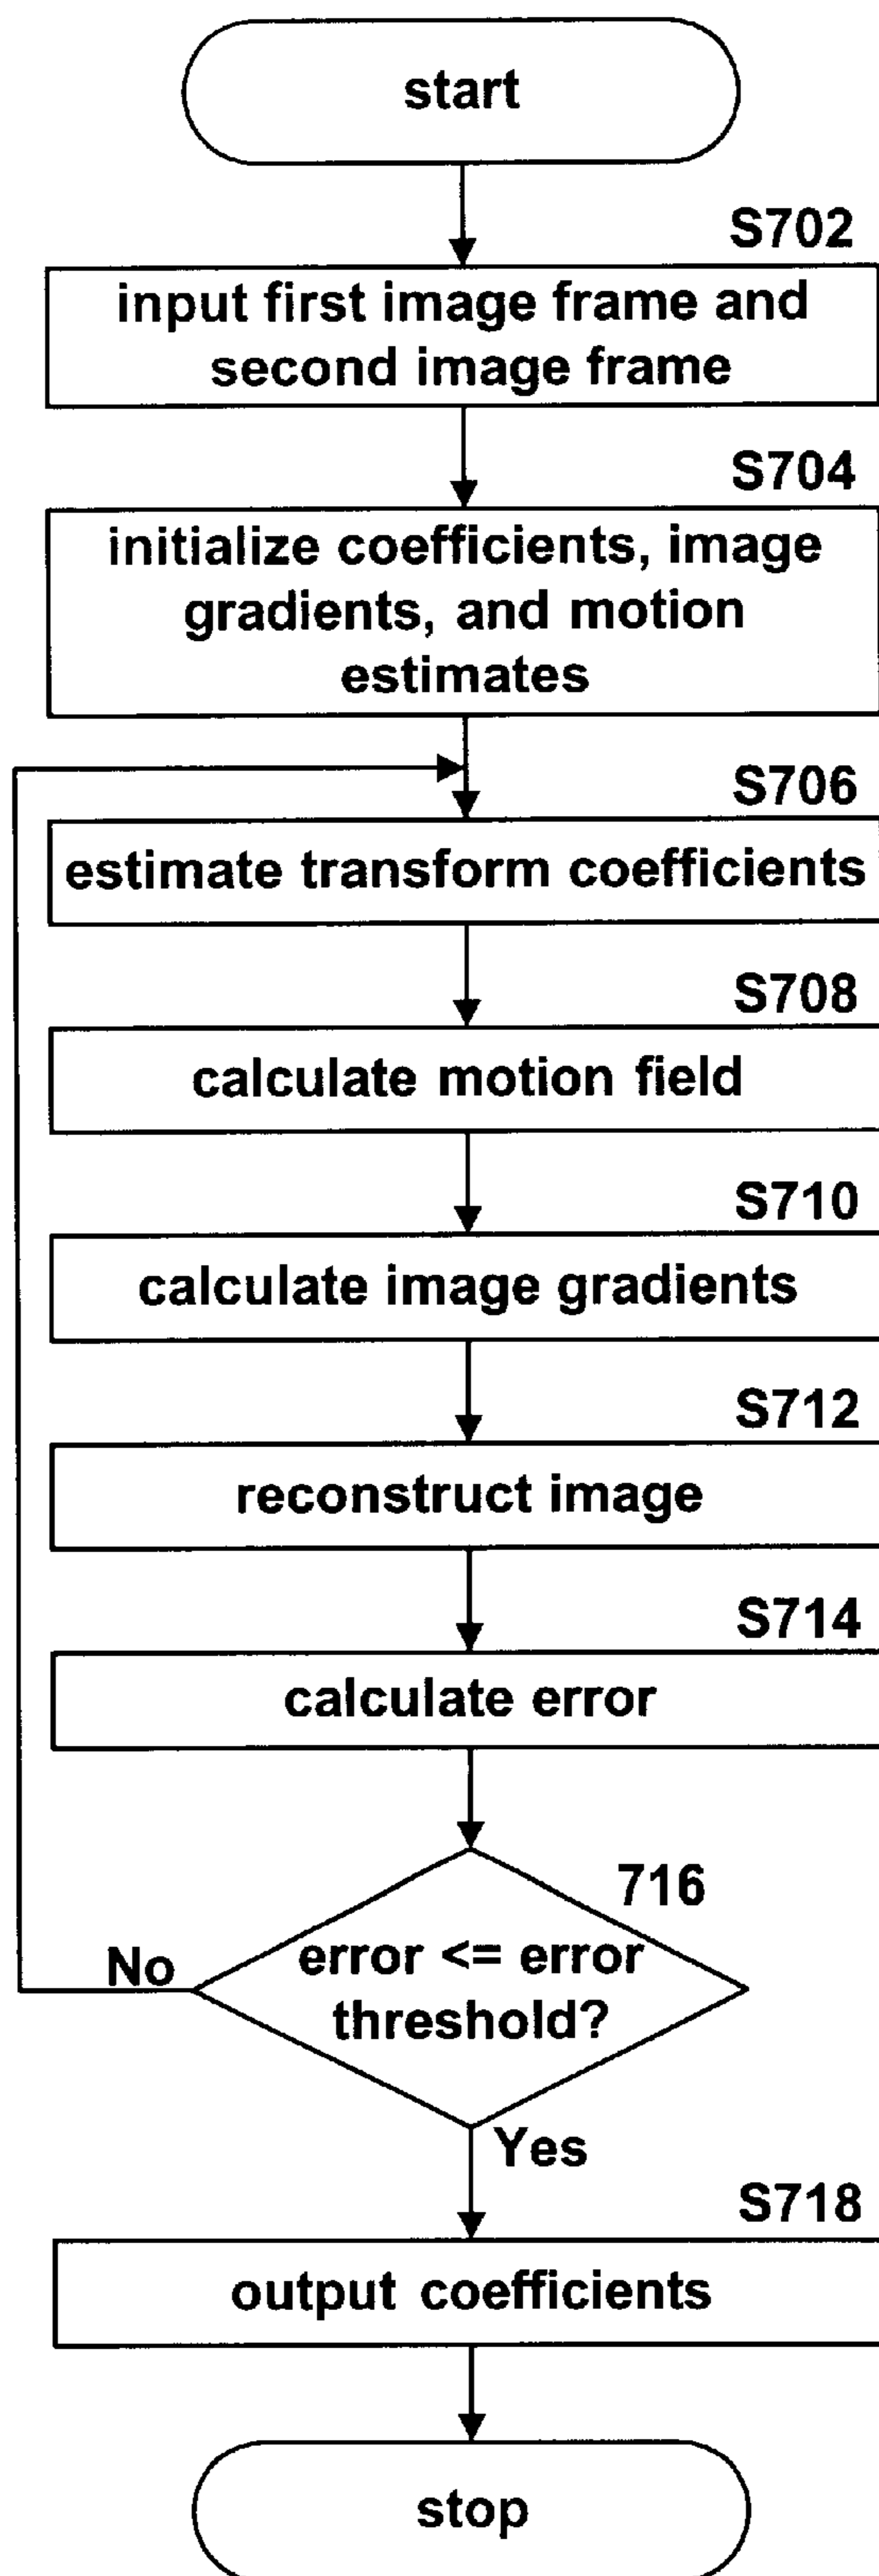 start
S702
input first image frame and
second image frame
S704
initialize coefficients, image
gradients, and motion
estimates
S706
estimate transform coefficients
S708
calculate motion field
S710
calculate image gradients
S712
reconstruct image
S714
calculate error
716
error <= error
threshold?
No
Yes
S718
output coefficients
stop